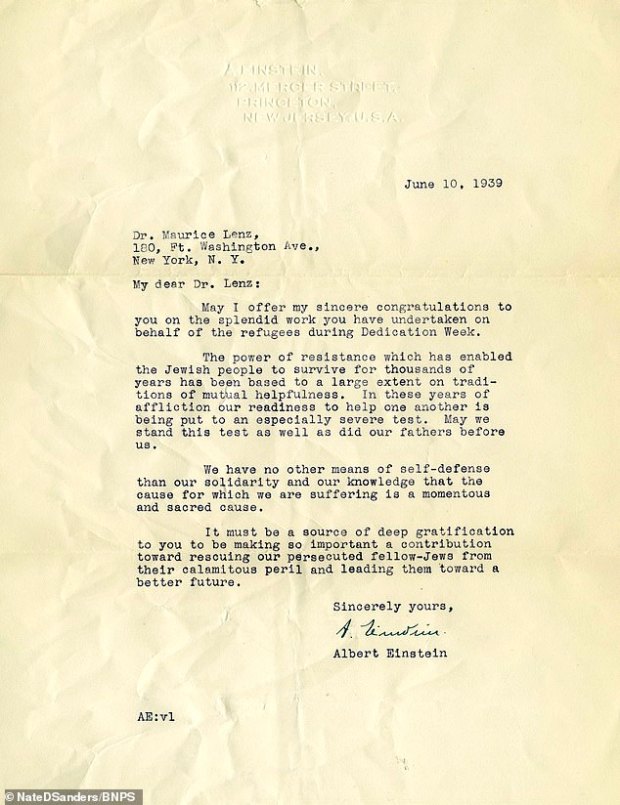 A. EINSTEIN,
112, MERCER STREET,
PRINCETON,
NEW JERSEY, U.S.A.
June 10, 1939
Dr. Maurice Lenz,
180, Ft. Washington Ave.,
New York, N. Y.
My dear Dr. Lenz:
May I offer my sincere congratulations to
you on the splendid work you have undertaken on
behalf of the refugees during Dedication Week.
The power of resistance which has enabled
the Jewish people to survive for thousands of
years has been based to a large extent on tradi-
tions of mutual helpfulness. In these years of
affliction our readiness to help one another is
being put to an especially severe test. May we
stand this test as well as did our fathers before
us.
We have no other means of self-defense
than our solidarity and our knowledge that the
cause for which we are suffering is a momentous
and sacred cause.
It must be a source of deep gratification
to you to be making so important a contribution
toward rescuing our persecuted fellow-Jews from
their calamitous peril and leading them toward a
better future.
Sincerely yours,
A. Einstein.
Albert Einstein
AE:vl
© NateDSanders/BNPS